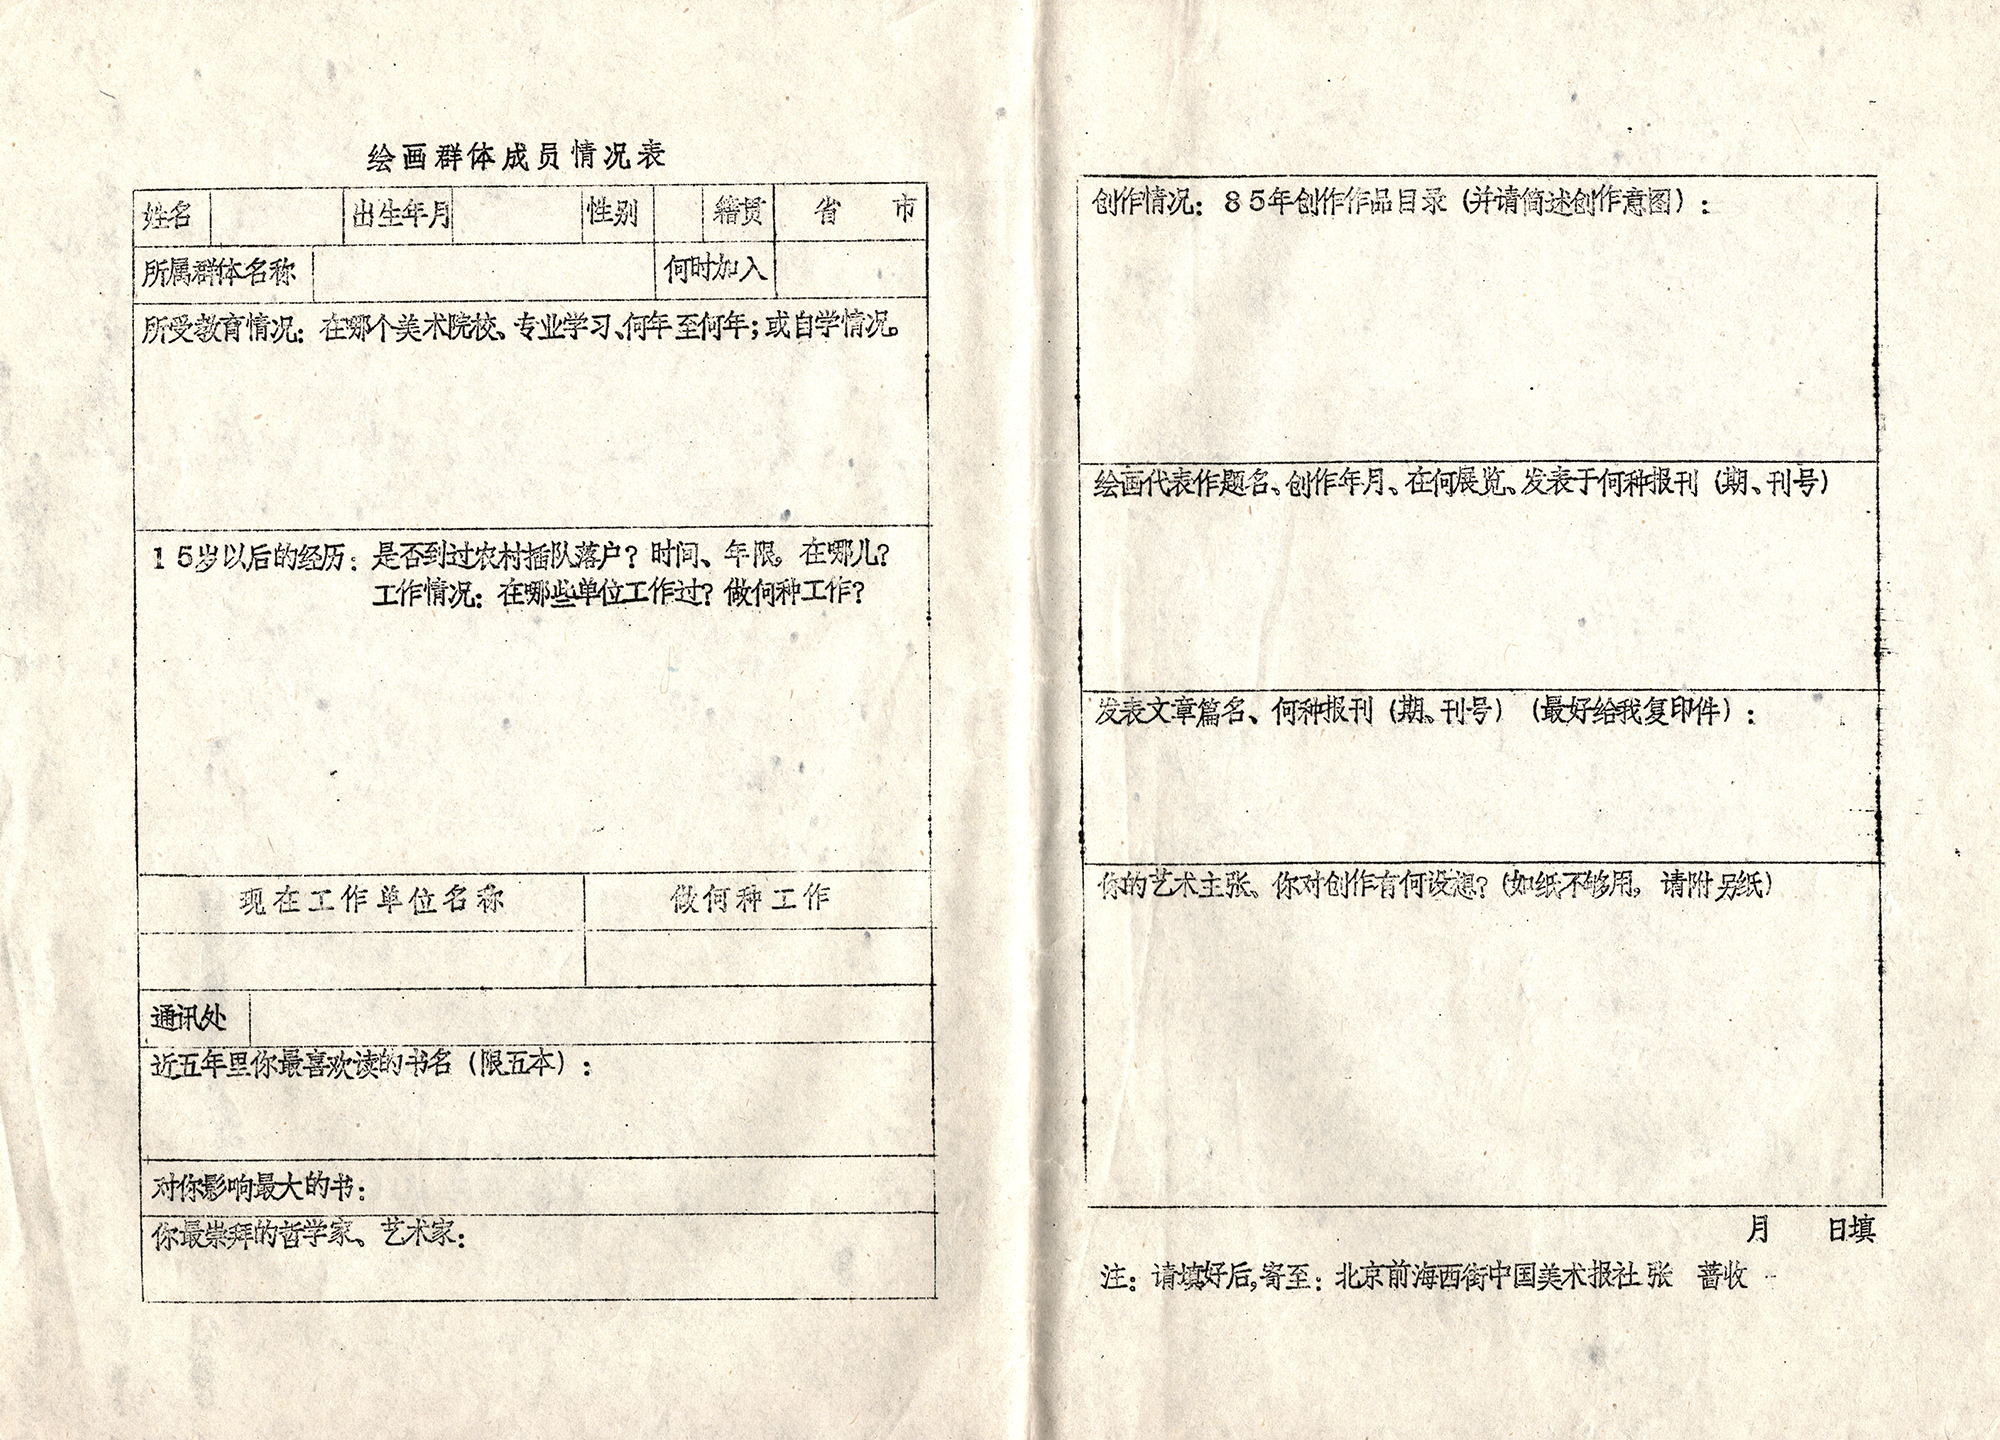 绘画群体成员情况表
姓名 出生年月 性别 籍贯 省 市
所属群体名称 何时加入
所受教育情况：在哪个美术院校、专业学习、何年至何年；或自学情况。
15岁以后的经历：是否到过农村插队落户？时间、年限。在哪儿？
工作情况：在哪些单位工作过？做何种工作？
现在工作单位名称 做何种工作
通讯处
近五年里你最喜欢读的书名（限五本）：
对你影响最大的书：
你最崇拜的哲学家、艺术家：
创作情况：85年创作作品目录（并请简述创作意图）：
绘画代表作题名、创作年月、在何展览、发表于何种报刊（期、刊号）
发表文章篇名、何种报刊（期、刊号）（最好给我复印件）：
你的艺术主张、你对创作有何设想？（如纸不够用，请附另纸）
月 日填
注：请填好后，寄至：北京前海西街中国美术报社张 蔷收